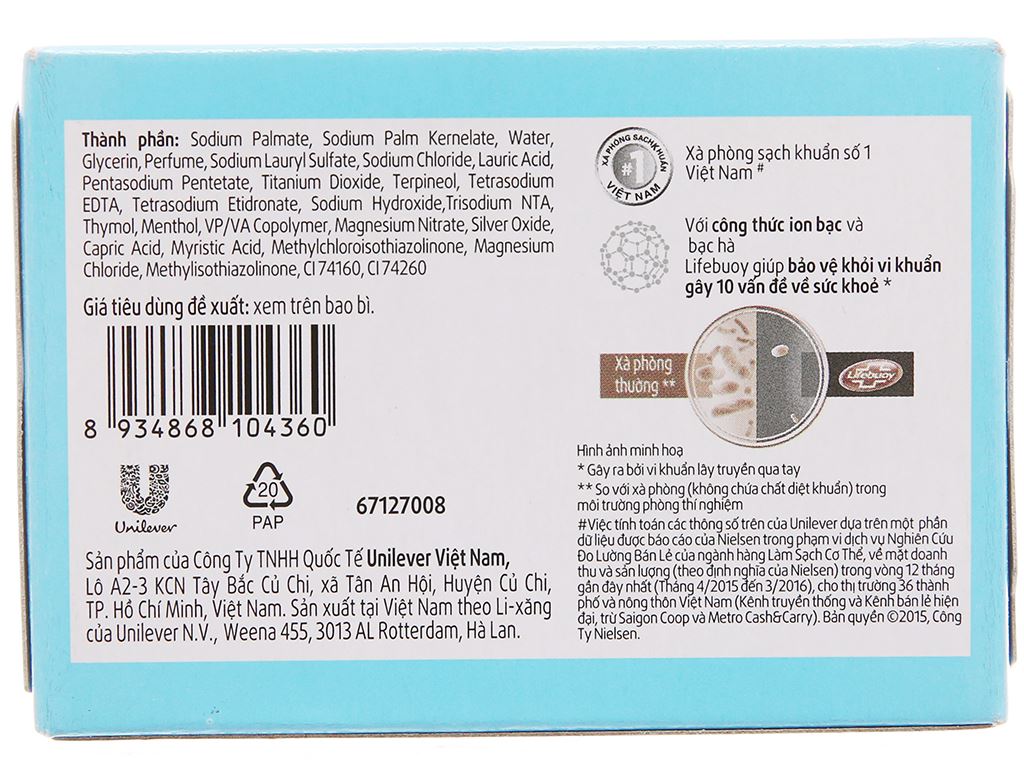 Thành phần: Sodium Palmate, Sodium Palm Kernelate, Water,
Glycerin, Perfume, Sodium Lauryl Sulfate, Sodium Chloride, Lauric Acid,
Pentasodium Pentetate, Titanium Dioxide, Terpineol, Tetrasodium
EDTA, Tetrasodium Etidronate, Sodium Hydroxide,Trisodium NTA,
Thymol, Menthol, VP/VA Copolymer, Magnesium Nitrate, Silver Oxide,
Capric Acid, Myristic Acid, Methylchloroisothiazolinone, Magnesium
Chloride, Methylisothiazolinone, CI 74160, CI 74260
Giá tiêu dùng đề xuất: xem trên bao bì.
8 934868 104360
Unilever
20
PAP
67127008
Sản phẩm của Công Ty TNHH Quốc Tế Unilever Việt Nam,
Lô A2-3 KCN Tây Bắc Củ Chi, xã Tân An Hội, Huyện Củ Chi,
TP. Hồ Chí Minh, Việt Nam. Sản xuất tại Việt Nam theo Li-xăng
của Unilever N.V., Weena 455, 3013 AL Rotterdam, Hà Lan.
XÀ PHÒNG SẠCH KHUẨN
#1
VIỆT NAM
Xà phòng sạch khuẩn số 1
Việt Nam #
Với công thức ion bạc và
bạc hà
Lifebuoy giúp bảo vệ khỏi vi khuẩn
gây 10 vấn đề về sức khoẻ *
Xà phòng
thường **
Lifebuoy
Hình ảnh minh hoạ
* Gây ra bởi vi khuẩn lây truyền qua tay
** So với xà phòng (không chứa chất diệt khuẩn) trong
môi trường phòng thí nghiệm
#Việc tính toán các thông số trên của Unilever dựa trên một phần
dữ liệu được báo cáo của Nielsen trong phạm vi dịch vụ Nghiên Cứu
Đo Lường Bán Lẻ của ngành hàng Làm Sạch Cơ Thể, về mặt doanh
thu và sản lượng (theo định nghĩa của Nielsen) trong vòng 12 tháng
gần đây nhất (Tháng 4/2015 đến 3/2016), cho thị trường 36 thành
phố và nông thôn Việt Nam (Kênh truyền thống và Kênh bán lẻ hiện
đại, trừ Saigon Coop và Metro Cash&Carry). Bản quyền ©2015, Công
Ty Nielsen.